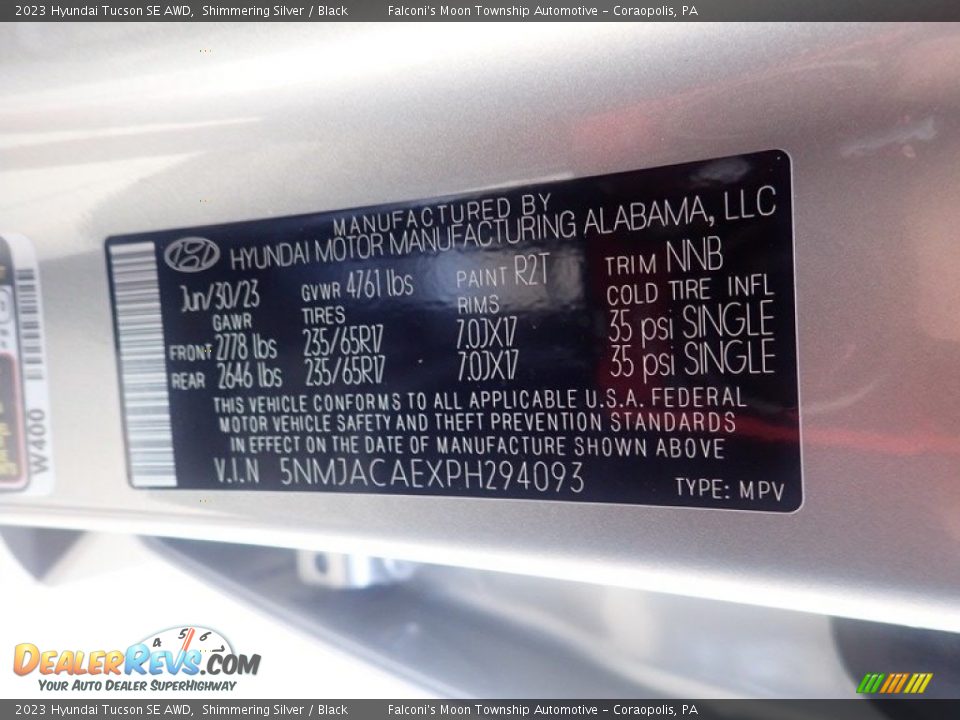 2023 Hyundai Tucson SE AWD, Shimmering Silver / Black Falconi's Moon Township Automotive - Coraopolis, PA
MANUFACTURED BY
HYUNDAI MOTOR MANUFACTURING ALABAMA, LLC
Jun/30/23 GVWR 4761 lbs PAINT R2T TRIM NNB
GAWR TIRES RIMS COLD TIRE INFL
FRONT 2778 lbs 235/65R17 7.0JX17 35 psi SINGLE
REAR 2646 lbs 235/65R17 7.0JX17 35 psi SINGLE
THIS VEHICLE CONFORMS TO ALL APPLICABLE U.S.A. FEDERAL
MOTOR VEHICLE SAFETY AND THEFT PREVENTION STANDARDS
IN EFFECT ON THE DATE OF MANUFACTURE SHOWN ABOVE
V.I.N 5NMJACAEXPH294093 TYPE: MPV
W400
4 5 6
DEALERREVS.COM
YOUR AUTO DEALER SUPERHIGHWAY
2023 Hyundai Tucson SE AWD, Shimmering Silver / Black Falconi's Moon Township Automotive - Coraopolis, PA